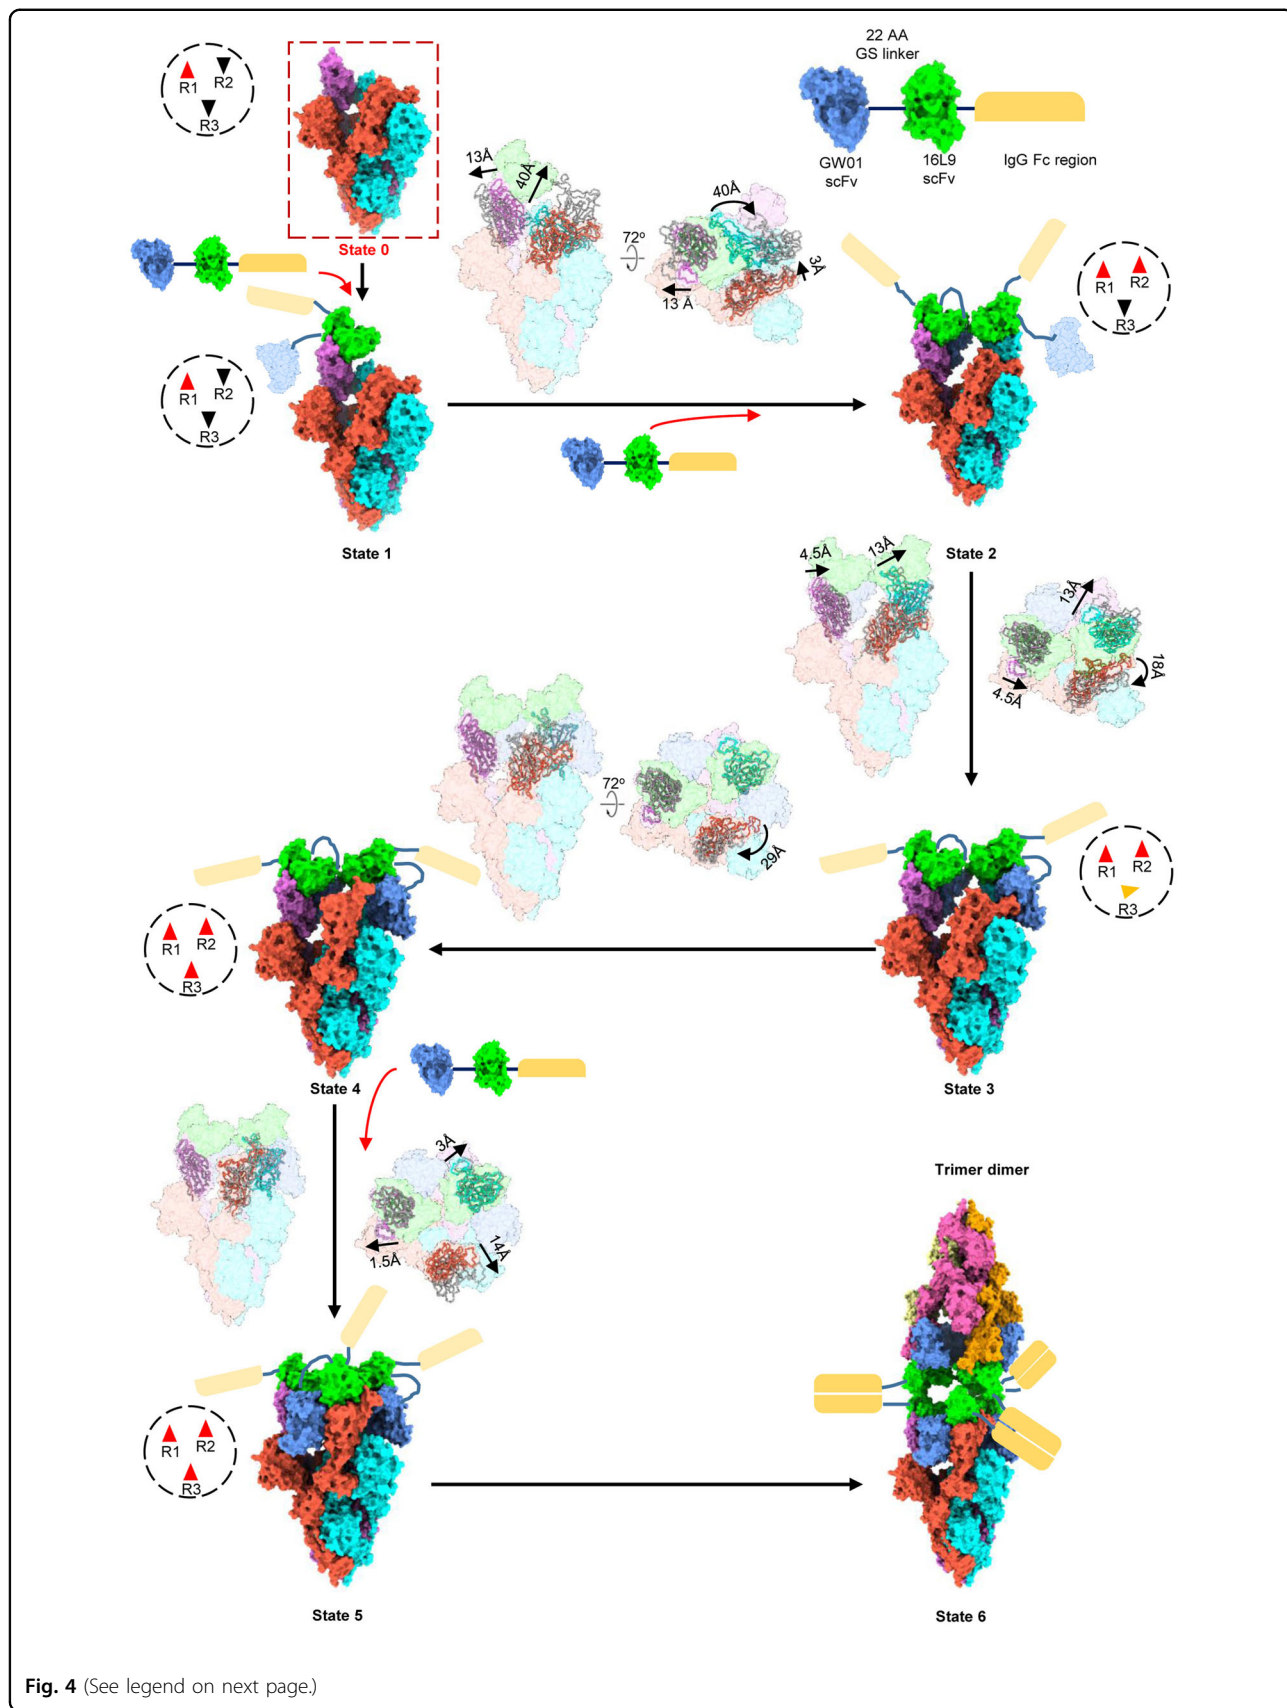 R1
R2
R3
State 0
22 AA
GS linker
GW01
scFv
16L9
scFv
IgG Fc region
13Å
40Å
72°
40Å
3Å
13 Å
R1
R2
R3
R1
R2
R3
State 1
State 2
4.5Å
13Å
13Å
18Å
4.5Å
72°
29Å
R1
R2
R3
R1
R2
R3
State 4
State 3
3Å
1.5Å
14Å
Trimer dimer
R1
R2
R3
State 5
State 6
Fig. 4 (See legend on next page.)